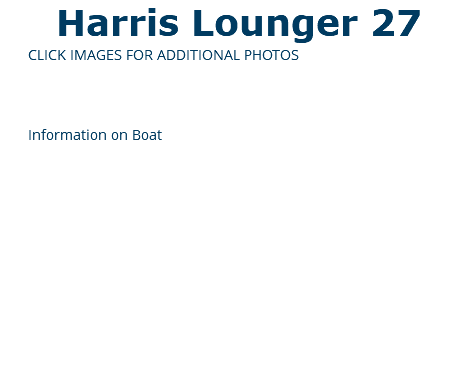 Harris Lounger 27
CLICK IMAGES FOR ADDITIONAL PHOTOS
Information on Boat